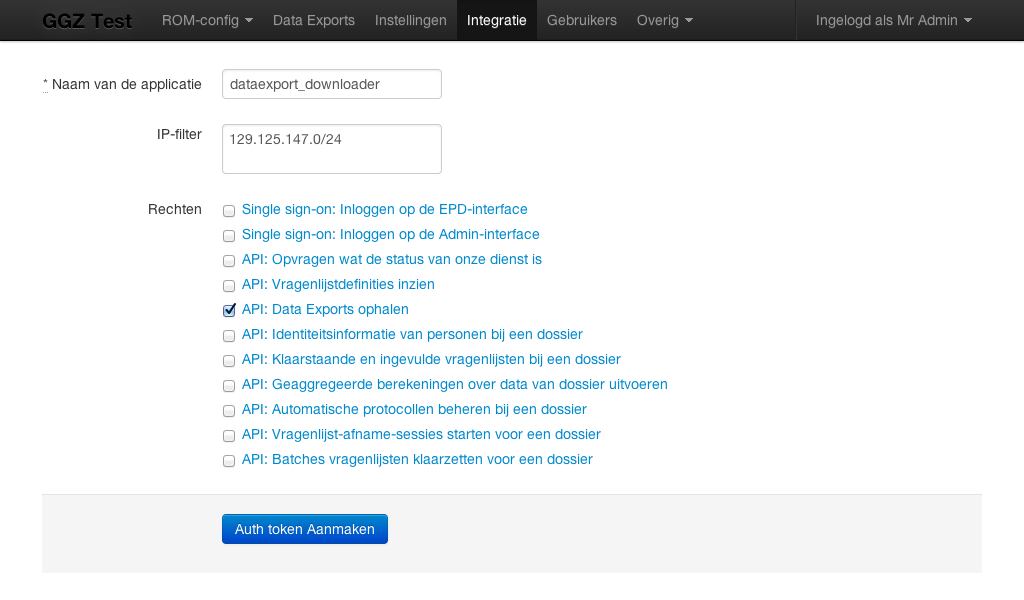 GGZ Test ROM-config Data Exports Instellingen Integratie Gebruikers Overig Ingelogd als Mr Admin
* Naam van de applicatie dataexport_downloader
IP-filter 129.125.147.0/24
Rechten Single sign-on: Inloggen op de EPD-interface
Single sign-on: Inloggen op de Admin-interface
API: Opvragen wat de status van onze dienst is
API: Vragenlijstdefinities inzien
API: Data Exports ophalen
API: Identiteitsinformatie van personen bij een dossier
API: Klaarstaande en ingevulde vragenlijsten bij een dossier
API: Geaggregeerde berekeningen over data van dossier uitvoeren
API: Automatische protocollen beheren bij een dossier
API: Vragenlijst-afname-sessies starten voor een dossier
API: Batches vragenlijsten klaarzetten voor een dossier
Auth token Aanmaken